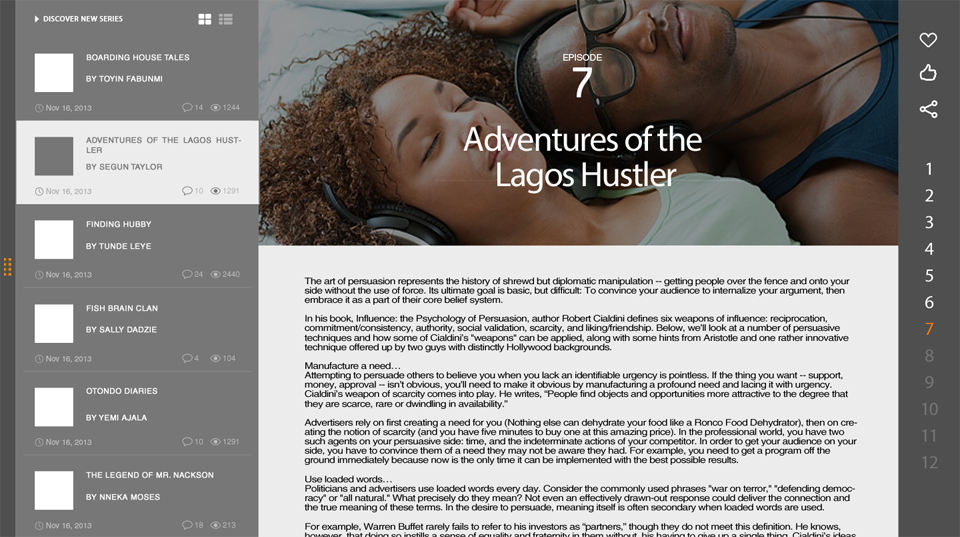 DISCOVER NEW SERIES
BOARDING HOUSE TALES
BY TOYIN FABUNMI
Nov 16, 2013 14 1244
ADVENTURES OF THE LAGOS HUST-
LER
BY SEGUN TAYLOR
Nov 16, 2013 10 1291
FINDING HUBBY
BY TUNDE LEYE
Nov 16, 2013 24 2440
FISH BRAIN CLAN
BY SALLY DADZIE
Nov 16, 2013 4 104
OTONDO DIARIES
BY YEMI AJALA
Nov 16, 2013 10 1291
THE LEGEND OF MR. NACKSON
BY NNEKA MOSES
Nov 16, 2013 18 213
EPISODE
7
Adventures of the
Lagos Hustler
The art of persuasion represents the history of shrewd but diplomatic manipulation -- getting people over the fence and onto your
side without the use of force. Its ultimate goal is basic, but difficult: To convince your audience to internalize your argument, then
embrace it as a part of their core belief system.
In his book, Influence: the Psychology of Persuasion, author Robert Cialdini defines six weapons of influence: reciprocation,
commitment/consistency, authority, social validation, scarcity, and liking/friendship. Below, we'll look at a number of persuasive
techniques and how some of Cialdini's "weapons" can be applied, along with some hints from Aristotle and one rather innovative
technique offered up by two guys with distinctly Hollywood backgrounds.
Manufacture a need…
Attempting to persuade others to believe you when you lack an identifiable urgency is pointless. If the thing you want -- support,
money, approval -- isn't obvious, you'll need to make it obvious by manufacturing a profound need and lacing it with urgency.
Cialdini's weapon of scarcity comes into play. He writes, "People find objects and opportunities more attractive to the degree that
they are scarce, rare or dwindling in availability."
Advertisers rely on first creating a need for you (Nothing else can dehydrate your food like a Ronco Food Dehydrator), then on cre-
ating the notion of scarcity (and you have five minutes to buy one at this amazing price). In the professional world, you have two
such agents on your persuasive side: time, and the indeterminate actions of your competitor. In order to get your audience on your
side, you have to convince them of a need they may not be aware they had. For example, you need to get a program off the
ground immediately because now is the only time it can be implemented with the best possible results.
Use loaded words…
Politicians and advertisers use loaded words every day. Consider the commonly used phrases "war on terror," "defending democ-
racy" or "all natural." What precisely do they mean? Not even an effectively drawn-out response could deliver the connection and
the true meaning of these terms. In the desire to persuade, meaning itself is often secondary when loaded words are used.
For example, Warren Buffet rarely fails to refer to his investors as "partners," though they do not meet this definition. He knows,
however, that doing so instills a sense of equality and fraternity in them without his having to give up a single thing. Cialdini's ideas
1
2
3
4
5
6
7
8
9
10
11
12